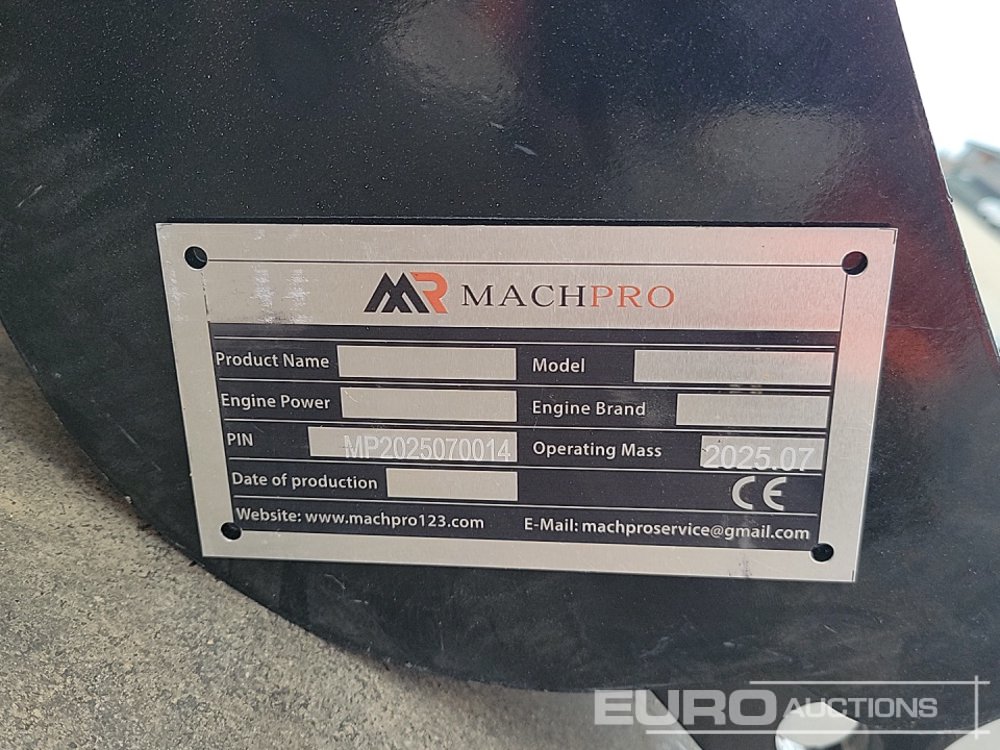 MR MACHPRO
Product Name
Model
Engine Power
Engine Brand
PIN MP2025070014
Operating Mass 2025.07
Date of production
CE
Website: www.machpro123.com E-Mail: machproservice@gmail.com
EURO AUCTIONS